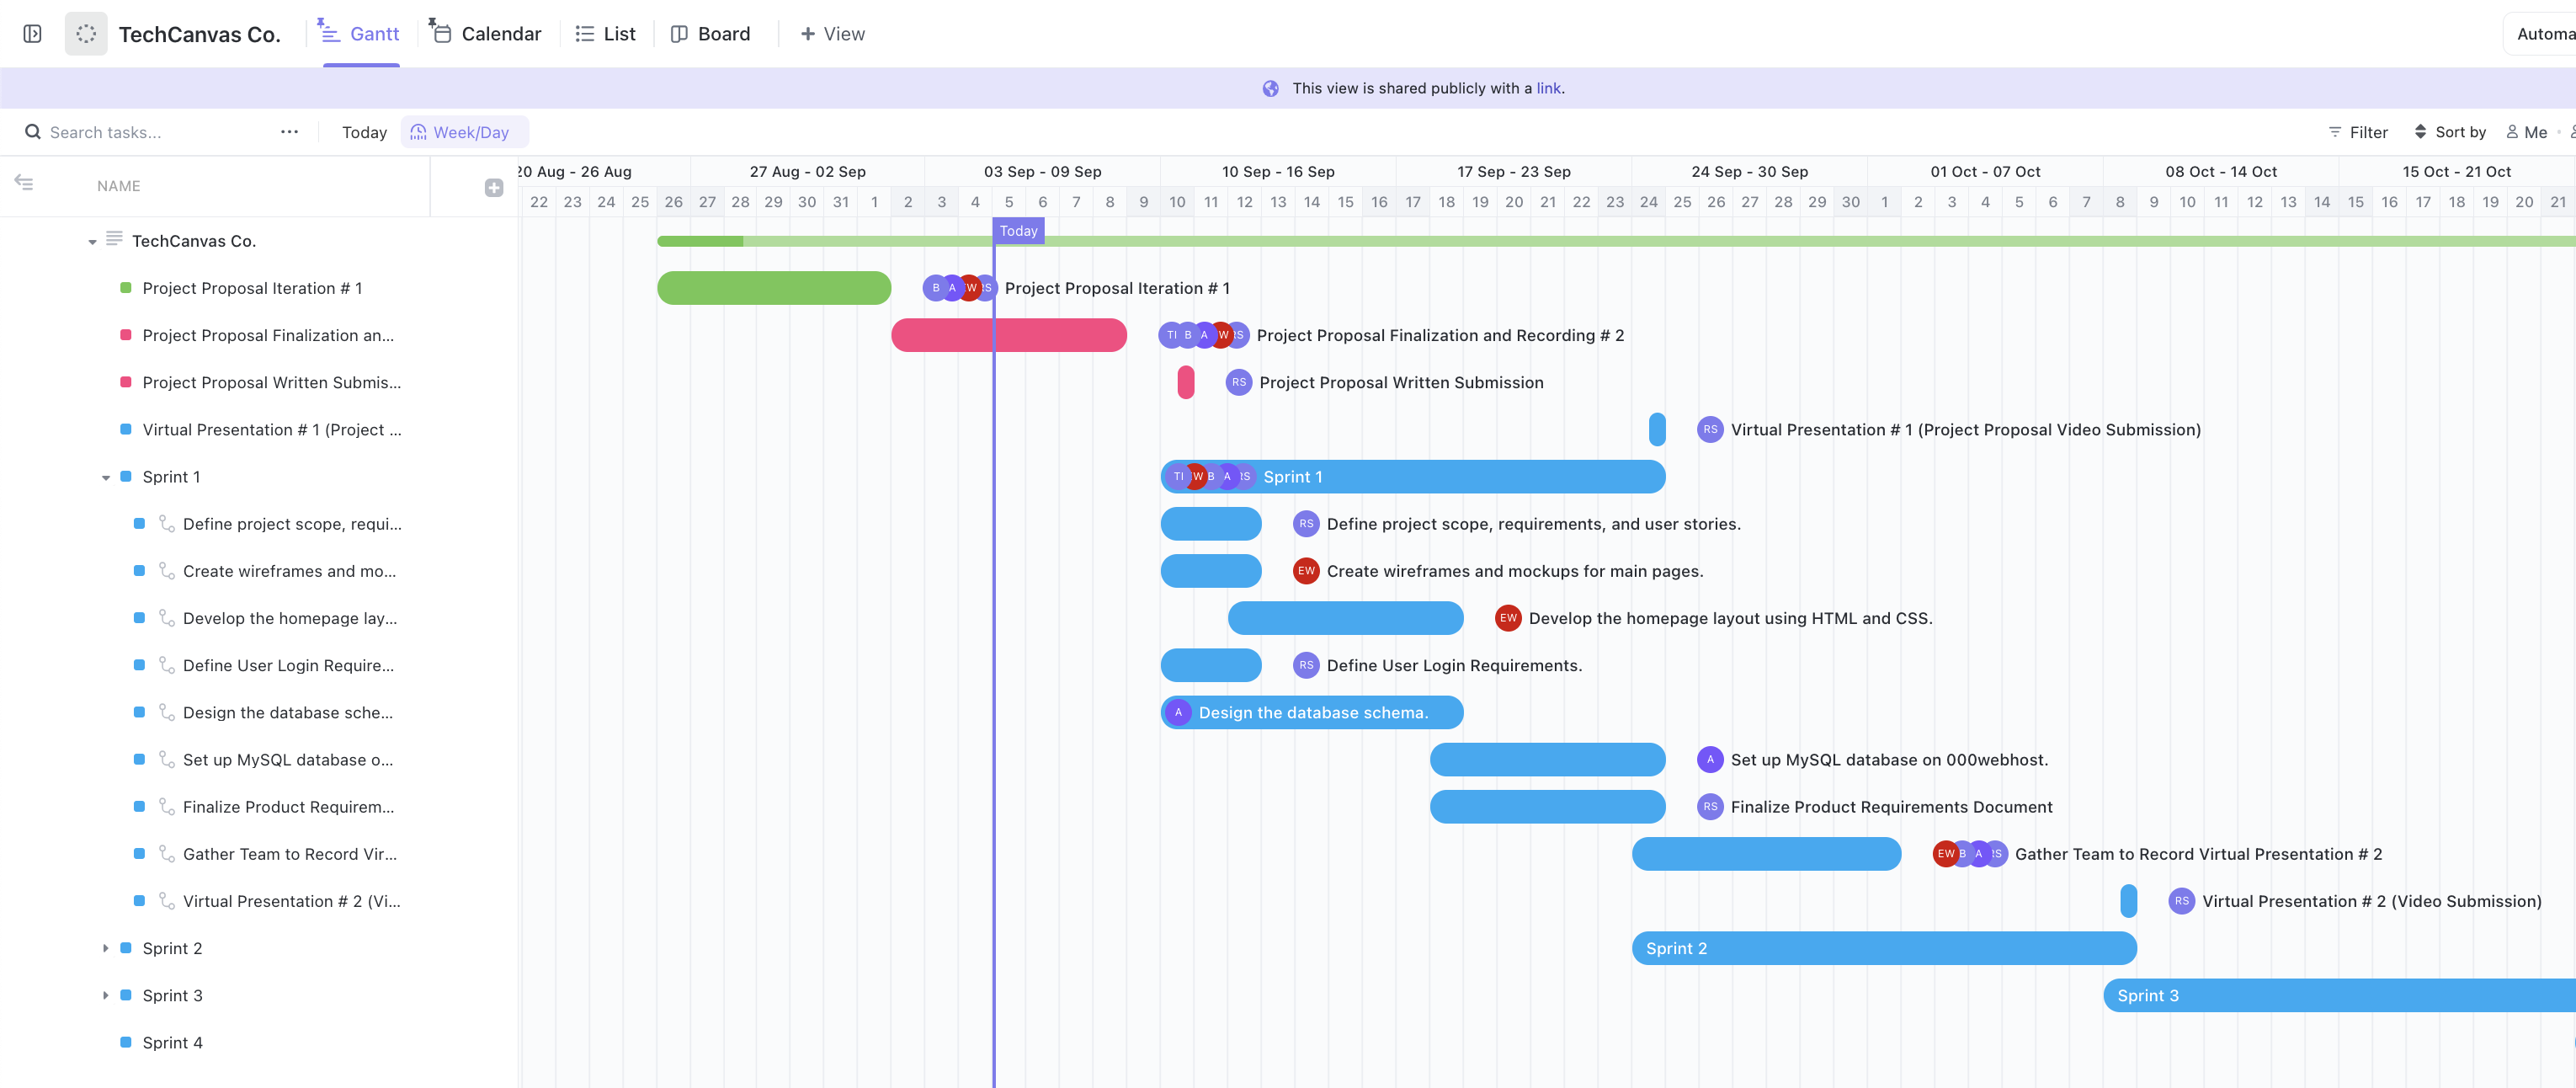 TechCanvas Co. Gantt Calendar List Board + View Automa
This view is shared publicly with a link.
Search tasks... ... Today Week/Day Filter Sort by Me
NAME
20 Aug - 26 Aug 27 Aug - 02 Sep 03 Sep - 09 Sep 10 Sep - 16 Sep 17 Sep - 23 Sep 24 Sep - 30 Sep 01 Oct - 07 Oct 08 Oct - 14 Oct 15 Oct - 21 Oct
22 23 24 25 26 27 28 29 30 31 1 2 3 4 5 6 7 8 9 10 11 12 13 14 15 16 17 18 19 20 21 22 23 24 25 26 27 28 29 30 1 2 3 4 5 6 7 8 9 10 11 12 13 14 15 16 17 18 19 20 21
Today
TechCanvas Co.
Project Proposal Iteration # 1 B A W RS Project Proposal Iteration # 1
Project Proposal Finalization an... TI B A W RS Project Proposal Finalization and Recording # 2
Project Proposal Written Submis... RS Project Proposal Written Submission
Virtual Presentation # 1 (Project ... RS Virtual Presentation # 1 (Project Proposal Video Submission)
Sprint 1 TI W B A RS Sprint 1
Define project scope, requi... RS Define project scope, requirements, and user stories.
Create wireframes and mo... EW Create wireframes and mockups for main pages.
Develop the homepage lay... EW Develop the homepage layout using HTML and CSS.
Define User Login Require... RS Define User Login Requirements.
Design the database sche... A Design the database schema.
Set up MySQL database o... A Set up MySQL database on 000webhost.
Finalize Product Requirem... RS Finalize Product Requirements Document
Gather Team to Record Vir... EW B A RS Gather Team to Record Virtual Presentation # 2
Virtual Presentation # 2 (Vi... RS Virtual Presentation # 2 (Video Submission)
Sprint 2 Sprint 2
Sprint 3 Sprint 3
Sprint 4